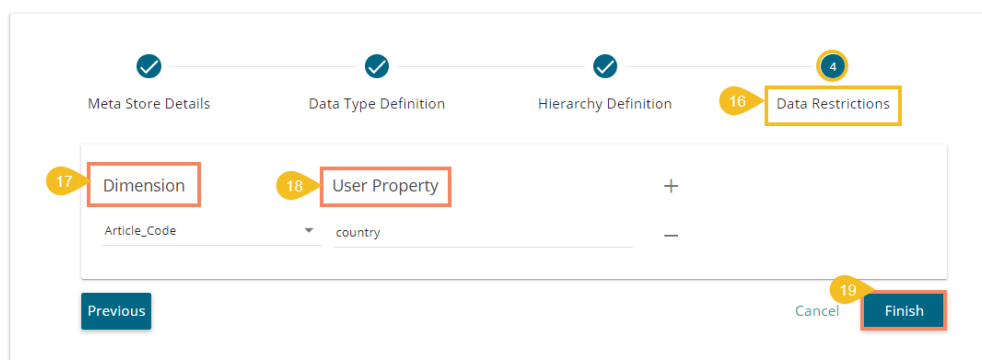 4
Meta Store Details Data Type Definition Hierarchy Definition 16 Data Restrictions
17 Dimension 18 User Property +
Article_Code country —
19
Previous Cancel Finish